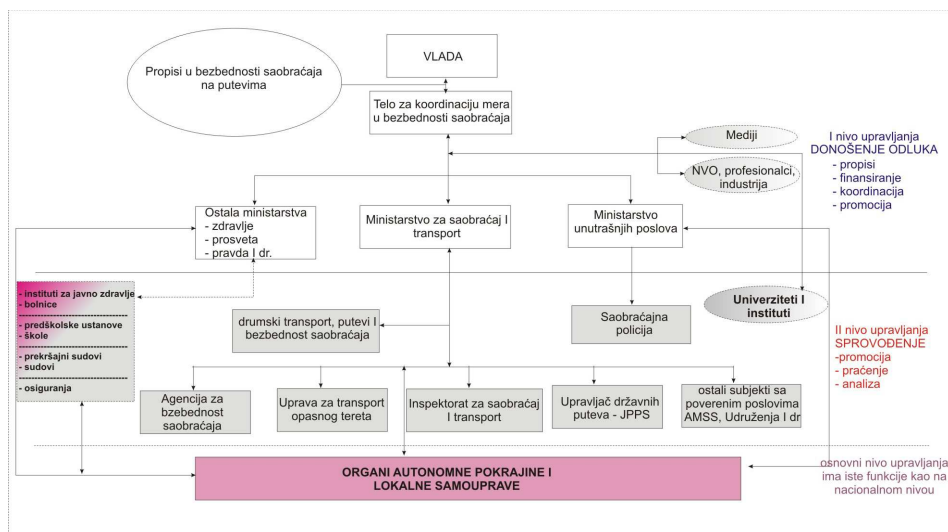 VLADA
Propisi u bezbednosti saobraćaja
na putevima
Telo za koordinaciju mera
u bezbednosti saobraćaja
Mediji
NVO, profesionalci,
industrija
I nivo upravljanja
DONOŠENJE ODLUKA
- propisi
- finansiranje
- koordinacija
- promocija
Ostala ministarstva
- zdravlje
- prosveta
- pravda I dr.
Ministarstvo za saobraćaj I
transport
Ministarstvo
unutrašnjih poslova
- instituti za javno zdravlje
- bolnice
- predškolske ustanove
- škole
- prekršajni sudovi
- sudovi
- osiguranja
drumski transport, putevi I
bezbednost saobraćaja
Saobraćajna
policija
Univerziteti I
instituti
II nivo upravljanja
SPROVOĐENJE
-promocija
- praćenje
- analiza
Agencija za
bzebednost
saobraćaja
Uprava za transport
opasnog tereta
Inspektorat za saobraćaj
I transport
Upravljač državnih
puteva - JPPS
ostali subjekti sa
poverenim poslovima
AMSS, Udruženja I dr
ORGANI AUTONOMNE POKRAJINE I
LOKALNE SAMOUPRAVE
osnovni nivo upravljanja
ima iste funkcije kao na
nacionalnom nivou